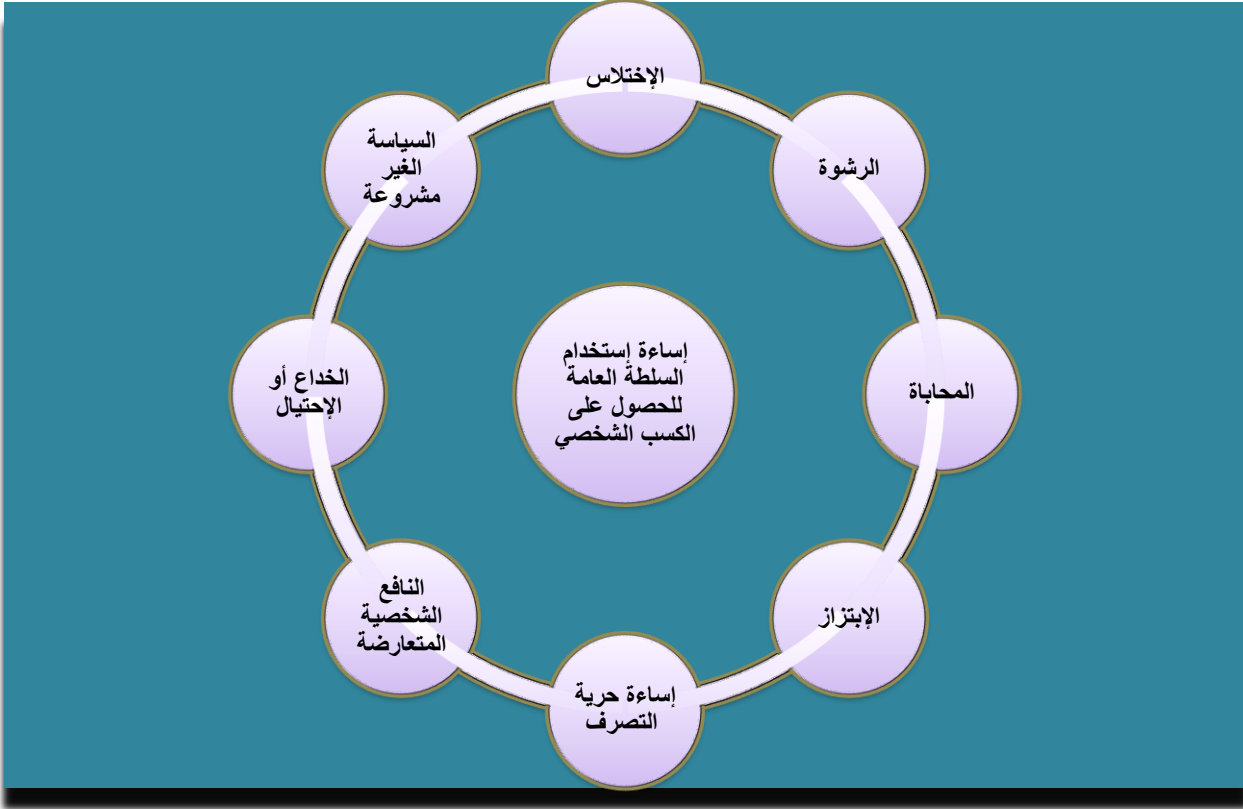 الإختلاس
الرشوة
المحاباة
الإبتزاز
إساءة حرية
التصرف
النافع
الشخصية
المتعارضة
الخداع أو
الإحتيال
السياسة
الغير
مشروعة
إساءة إستخدام
السلطة العامة
للحصول على
الكسب الشخصي